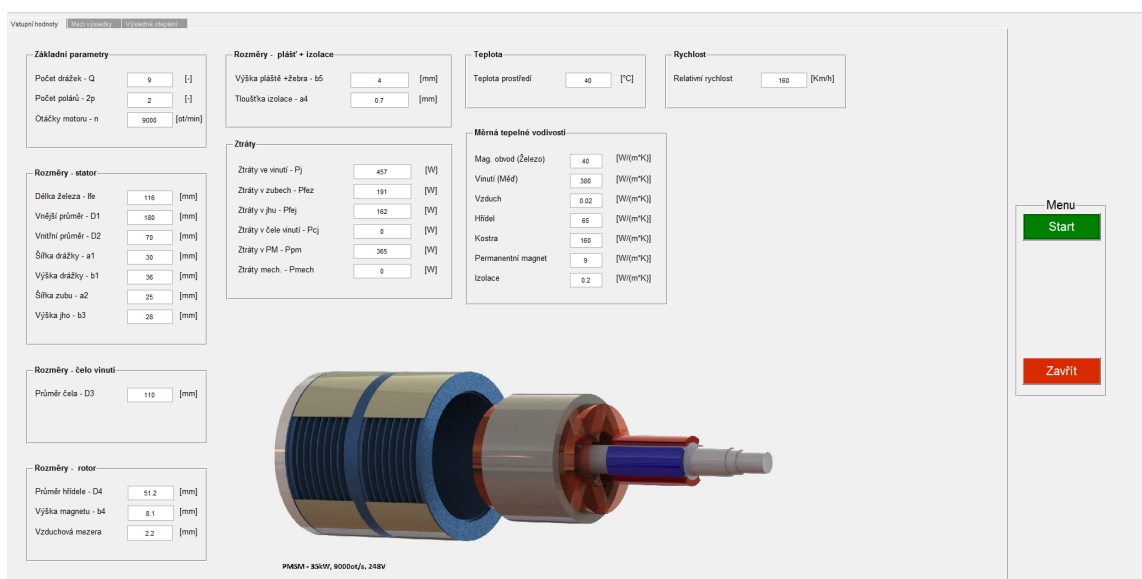 Vstupní hodnoty Mezi výsledky Výsledné oteplení
Základní parametry
Počet drážek - Q 9 [-]
Počet polárů - 2p 2 [-]
Otáčky motoru - n 9000 [ot/min]
Rozměry - stator
Délka železa - lfe 116 [mm]
Vnější průměr - D1 180 [mm]
Vnitřní průměr - D2 70 [mm]
Šířka drážky - a1 30 [mm]
Výška drážky - b1 36 [mm]
Šířka zubu - a2 25 [mm]
Výška jho - b3 28 [mm]
Rozměry - čelo vinutí
Průměr čela - D3 110 [mm]
Rozměry - rotor
Průměr hřídele - D4 51.2 [mm]
Výška magnetu - b4 8.1 [mm]
Vzduchová mezera 2.2 [mm]
Rozměry - plášť + izolace
Výška pláště +žebra - b5 4 [mm]
Tloušťka izolace - a4 0.7 [mm]
Ztráty
Ztráty ve vinutí - Pj 457 [W]
Ztráty v zubech - Pfez 191 [W]
Ztráty v jhu - Pfej 162 [W]
Ztráty v čele vinutí - Pcj 0 [W]
Ztráty v PM - Ppm 365 [W]
Ztráty mech. - Pmech 0 [W]
Teplota
Teplota prostředí 40 [°C]
Rychlost
Relativní rychlost 160 [Km/h]
Měrná tepelné vodivosti
Mag. obvod (Železo) 40 [W/(m*K)]
Vinutí (Měď) 380 [W/(m*K)]
Vzduch 0.02 [W/(m*K)]
Hřídel 65 [W/(m*K)]
Kostra 160 [W/(m*K)]
Permanentní magnet 9 [W/(m*K)]
Izolace 0.2 [W/(m*K)]
Menu
Start
Zavřít
PMSM - 35kW, 9000ot/s, 248V